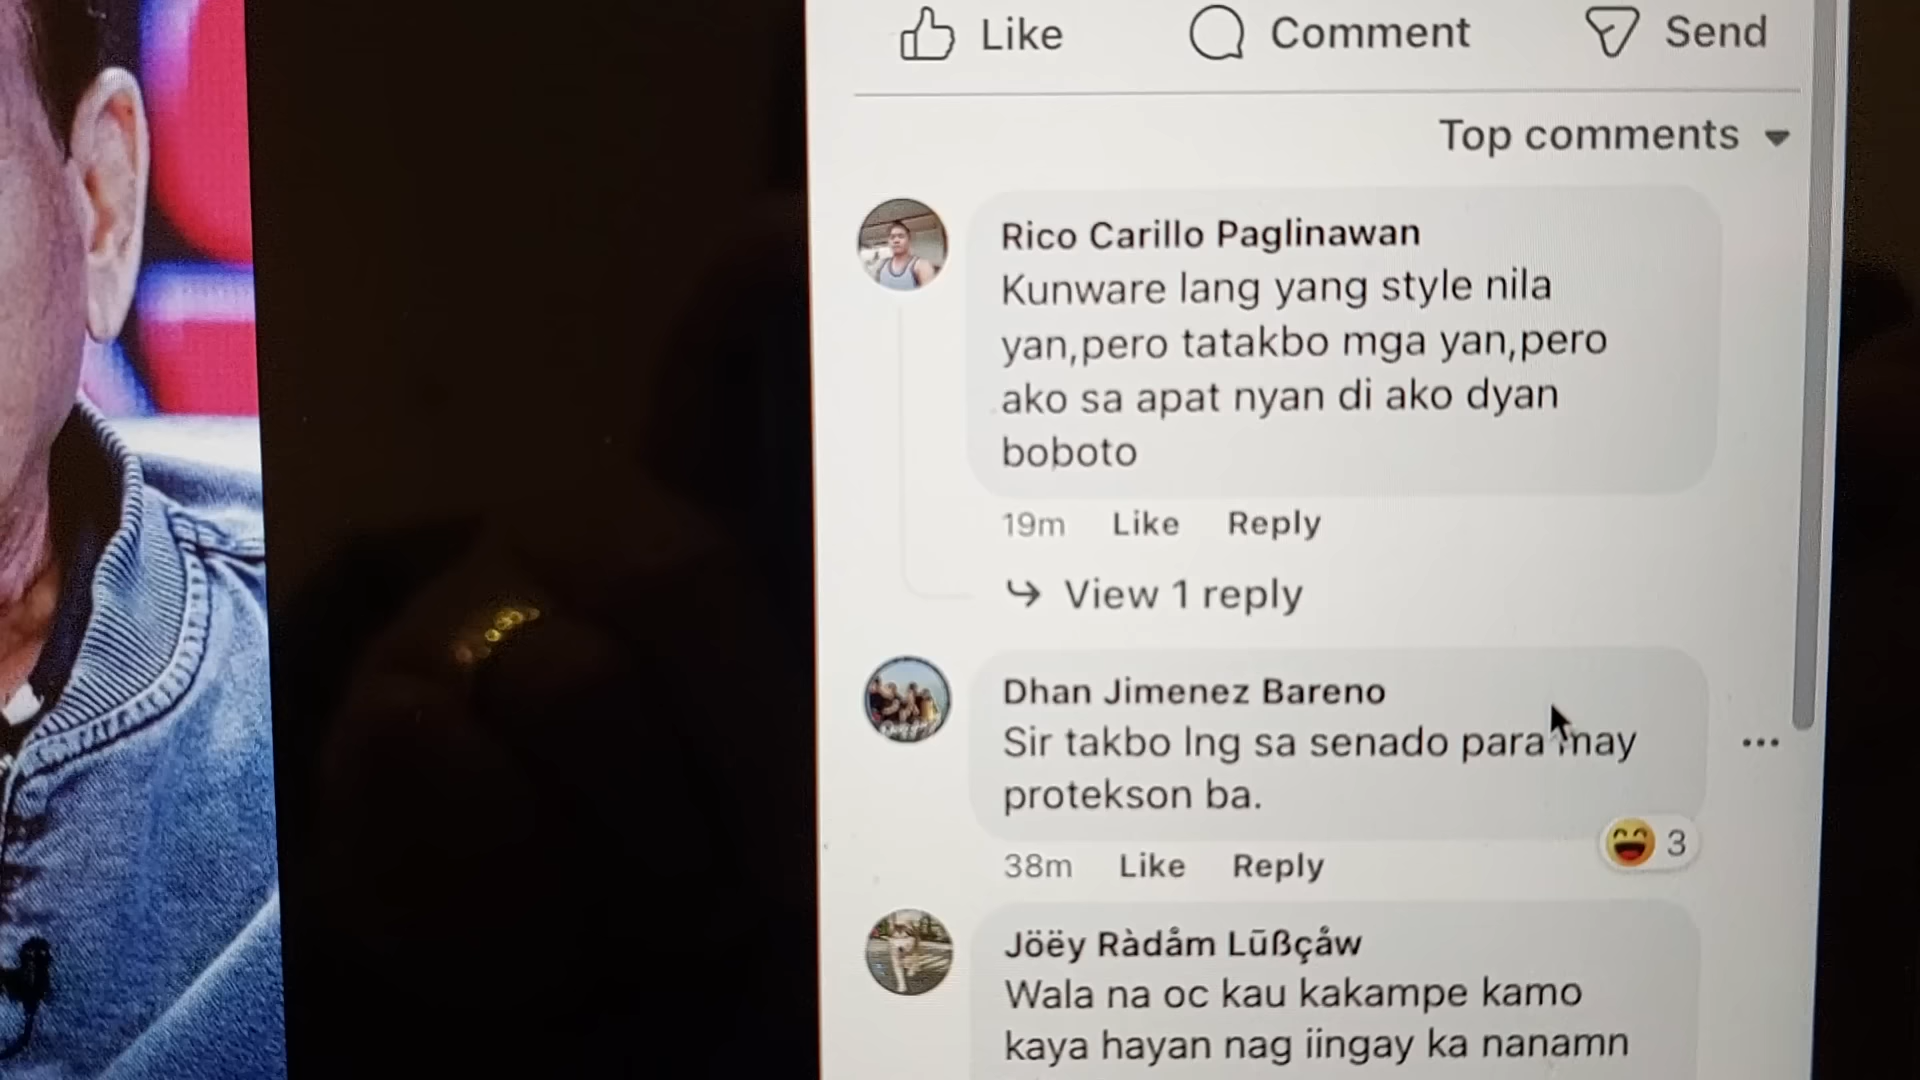 Like Comment Send
Top comments
Rico Carillo Paglinawan
Kunware lang yang style nila
yan,pero tatakbo mga yan,pero
ako sa apat nyan di ako dyan
boboto
19m Like Reply
View 1 reply
Dhan Jimenez Bareno
Sir takbo lng sa senado para may
protekson ba.
3
38m Like Reply
Jöëy Ràdåm Lūßçåw
Wala na oc kau kakampe kamo
kaya hayan nag iingay ka nanamn